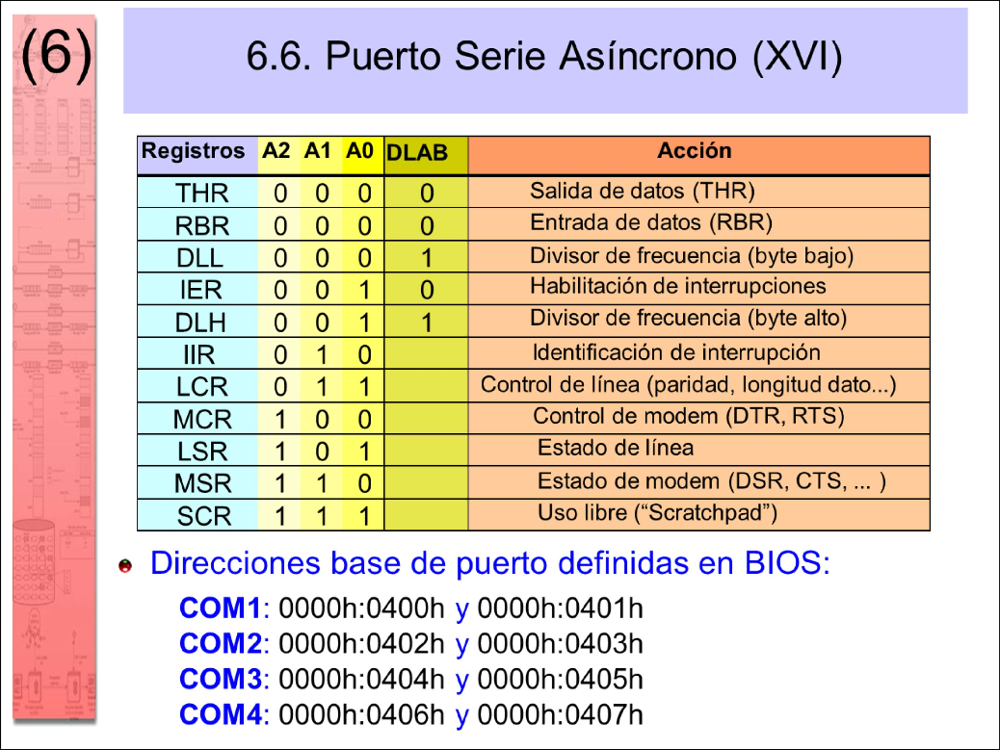 (6)
6.6. Puerto Serie Asíncrono (XVI)
Registros A2 A1 A0 DLAB Acción
THR 0 0 0 0 Salida de datos (THR)
RBR 0 0 0 0 Entrada de datos (RBR)
DLL 0 0 0 1 Divisor de frecuencia (byte bajo)
IER 0 0 1 0 Habilitación de interrupciones
DLH 0 0 1 1 Divisor de frecuencia (byte alto)
IIR 0 1 0 Identificación de interrupción
LCR 0 1 1 Control de línea (paridad, longitud dato...)
MCR 1 0 0 Control de modem (DTR, RTS)
LSR 1 0 1 Estado de línea
MSR 1 1 0 Estado de modem (DSR, CTS, ... )
SCR 1 1 1 Uso libre (“Scratchpad”)
Direcciones base de puerto definidas en BIOS:
COM1: 0000h:0400h y 0000h:0401h
COM2: 0000h:0402h y 0000h:0403h
COM3: 0000h:0404h y 0000h:0405h
COM4: 0000h:0406h y 0000h:0407h